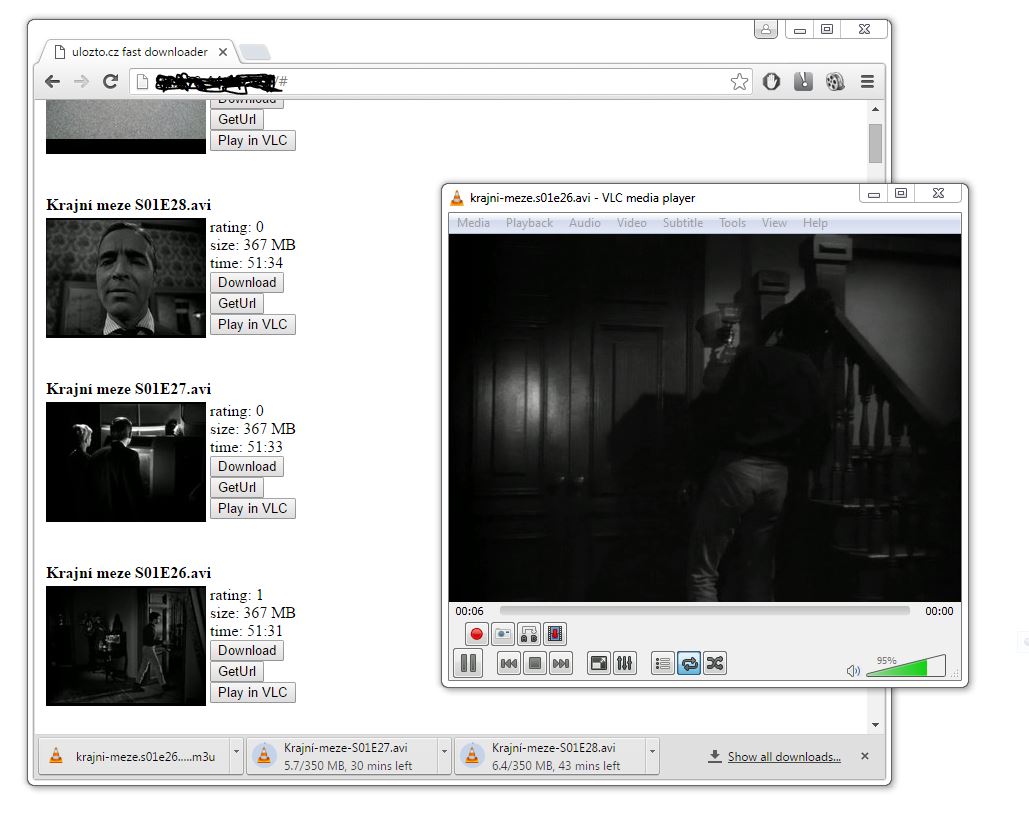 ulozto.cz fast downloader
/#
Download
GetUrl
Play in VLC
Krajní meze S01E28.avi
rating: 0
size: 367 MB
time: 51:34
Download
GetUrl
Play in VLC
Krajní meze S01E27.avi
rating: 0
size: 367 MB
time: 51:33
Download
GetUrl
Play in VLC
Krajní meze S01E26.avi
rating: 1
size: 367 MB
time: 51:31
Download
GetUrl
Play in VLC
krajni-meze.s01e26.avi - VLC media player
Media Playback Audio Video Subtitle Tools View Help
00:06 00:00
95%
krajni-meze.s01e26.....m3u
Krajní-meze-S01E27.avi
5.7/350 MB, 30 mins left
Krajní-meze-S01E28.avi
6.4/350 MB, 43 mins left
Show all downloads...